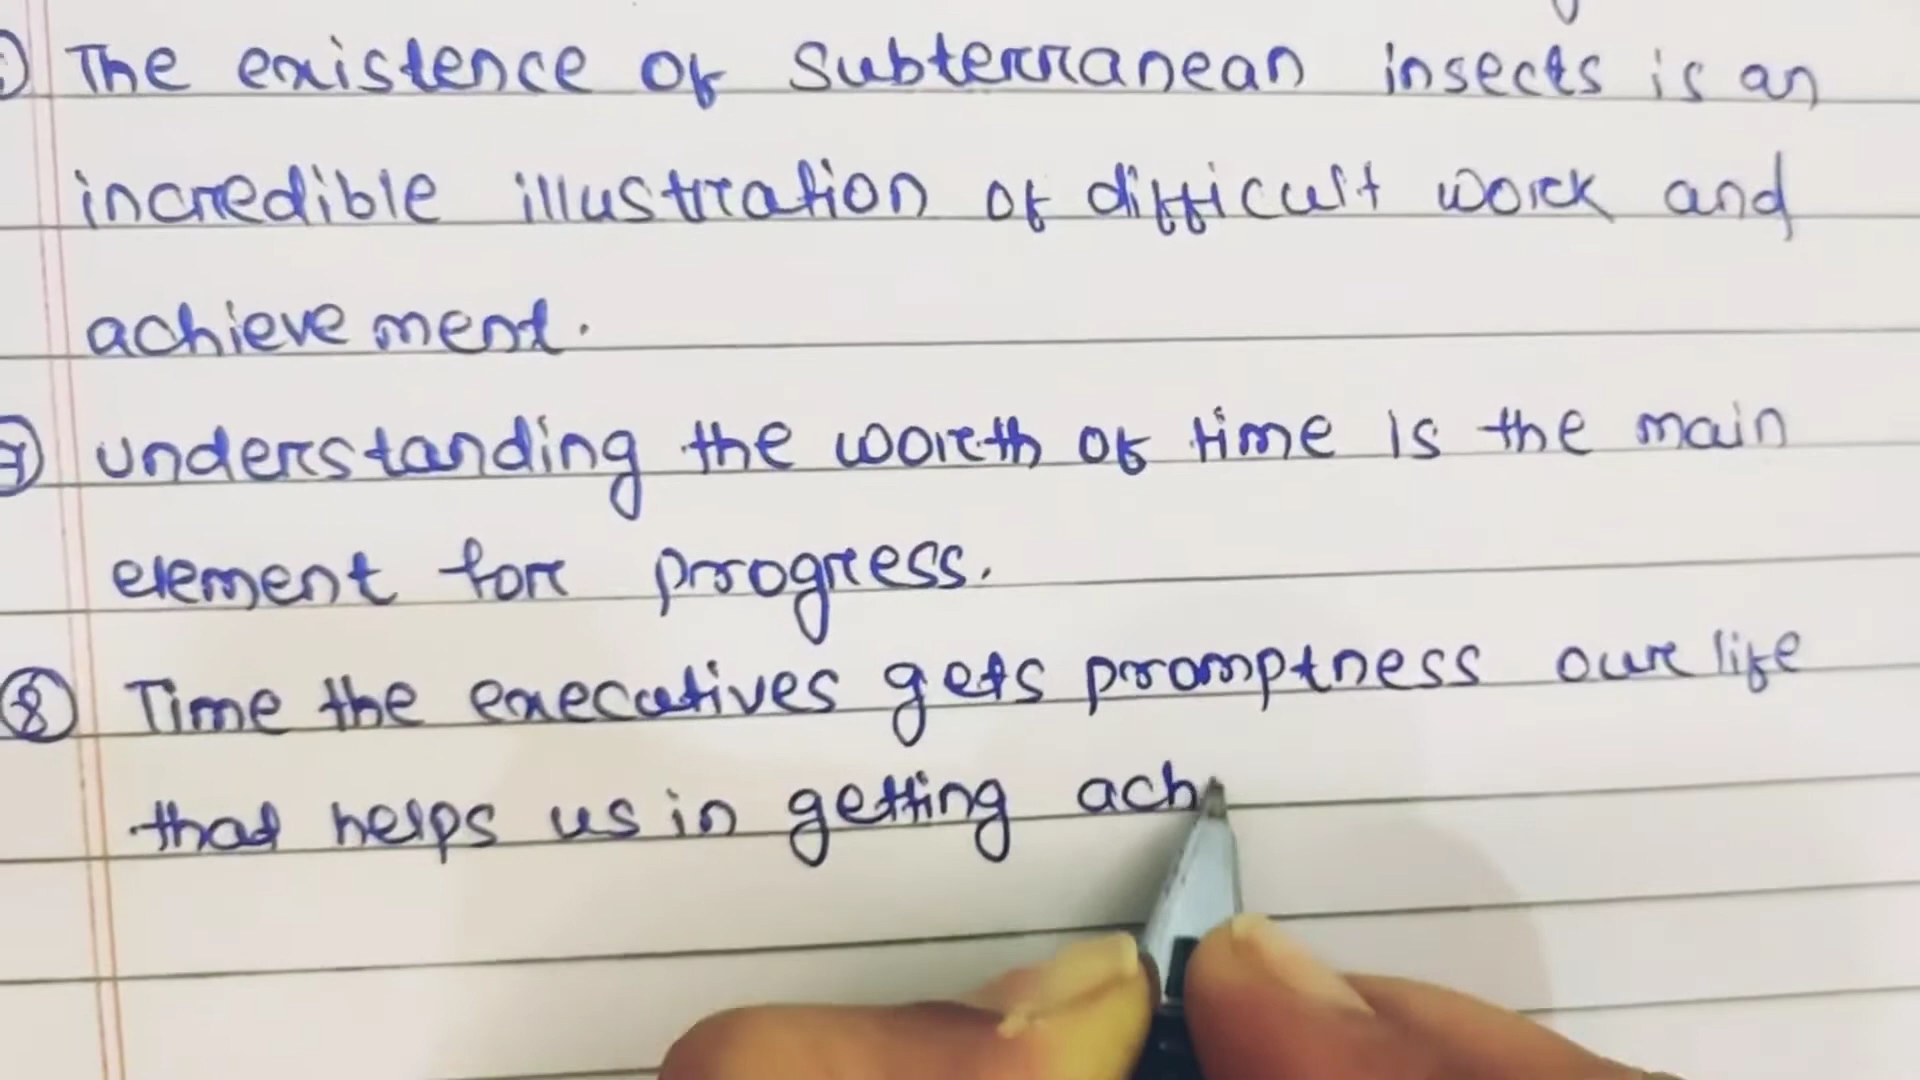 The existence of subterranean insects is an
incredible illustration of difficult work and
achievement.
7 understanding the worth of time is the main
element for progress.
8 Time the executives gets promptness our life
that helps us in getting ach